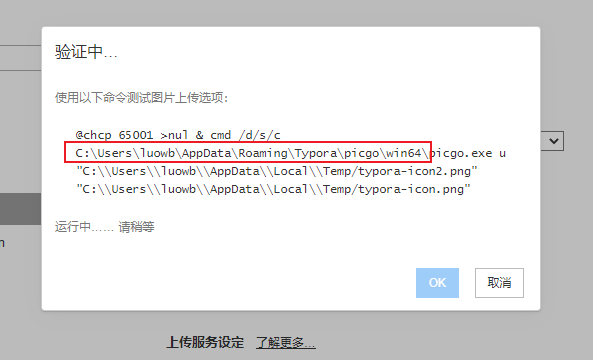 验证中...
使用以下命令测试图片上传选项：
@chcp 65001 >nul & cmd /d/s/c
C:\Users\luowb\AppData\Roaming\Typora\picgo\win64\picgo.exe u
"C:\\Users\\luowb\\AppData\\Local\\Temp/typora-icon2.png"
"C:\\Users\\luowb\\AppData\\Local\\Temp/typora-icon.png"
运行中…… 请稍等
OK
取消
上传服务设定 了解更多...